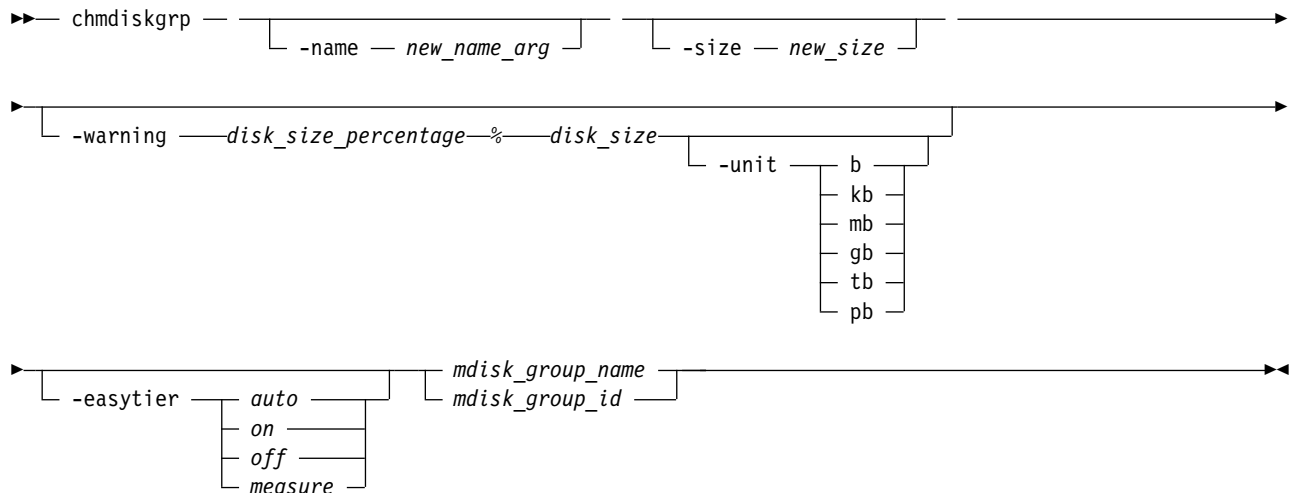 chmdiskgrp
-name new_name_arg -size new_size
-warning disk_size_percentage % disk_size
-unit b
kb
mb
gb
tb
pb
mdisk_group_name
-easytier auto mdisk_group_id
on
off
measure